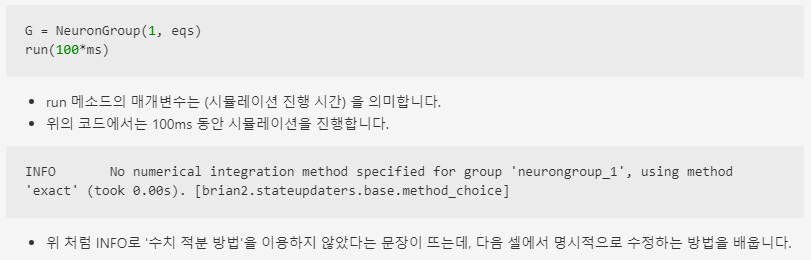 G = NeuronGroup(1, eqs)
run(100*ms)
run 메소드의 매개변수는 (시뮬레이션 진행 시간) 을 의미합니다.
위의 코드에서는 100ms 동안 시뮬레이션을 진행합니다.
INFO       No numerical integration method specified for group 'neurongroup_1', using method
'exact' (took 0.00s). [brian2.stateupdaters.base.method_choice]
위 처럼 INFO로 '수치 적분 방법'을 이용하지 않았다는 문장이 뜨는데, 다음 셀에서 명시적으로 수정하는 방법을 배웁니다.